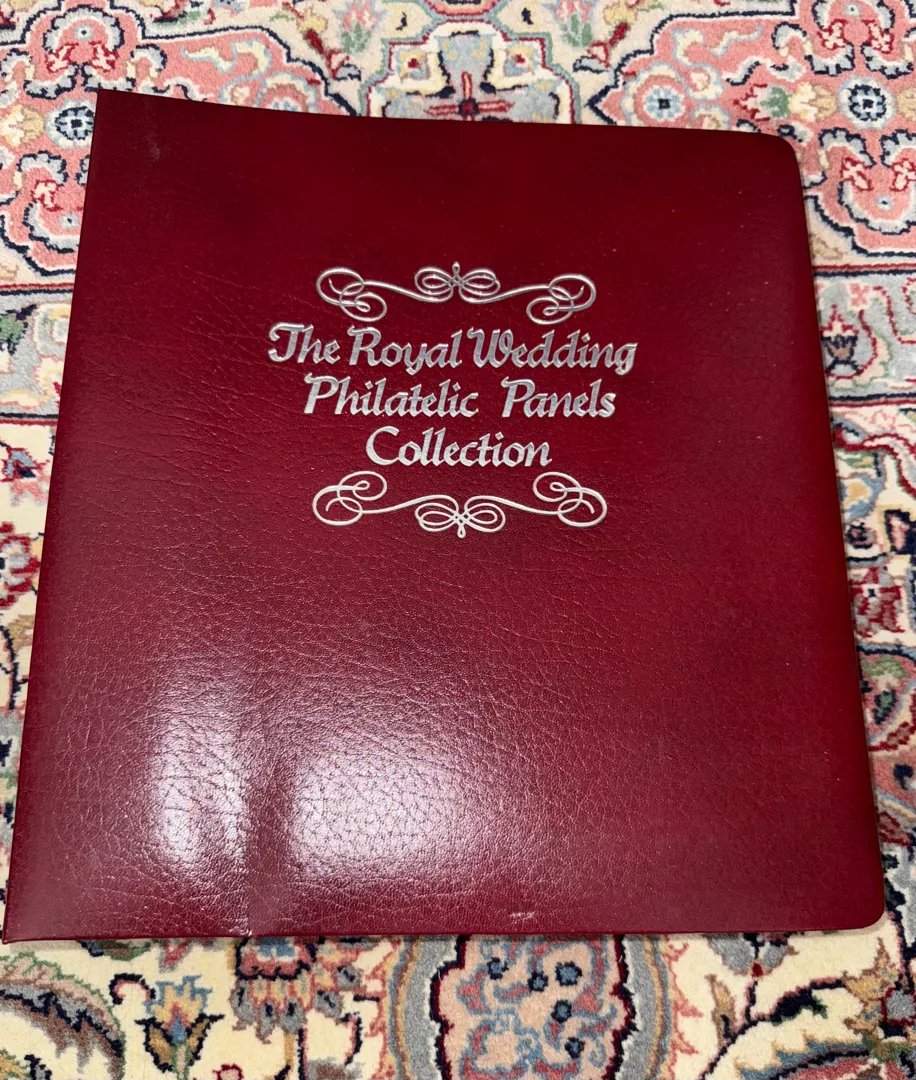 The Royal Wedding
Philatelic Panels
Collection